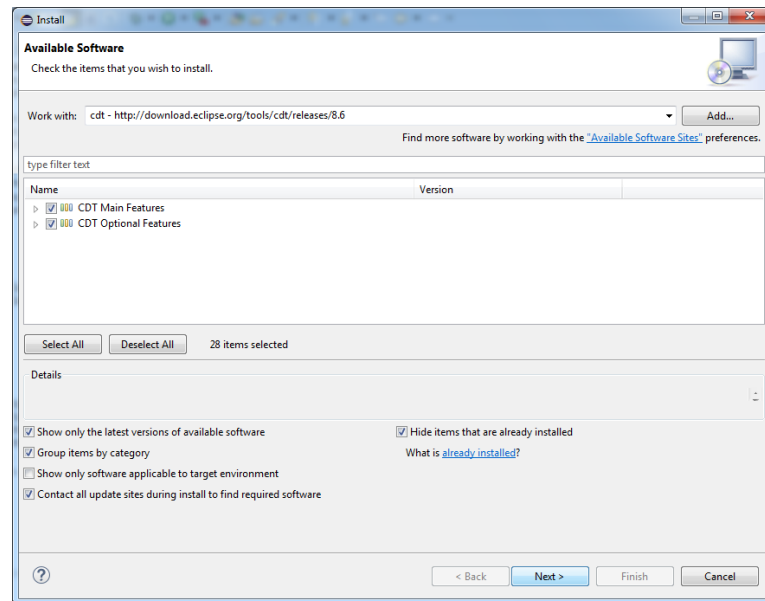 Install
Available Software
Check the items that you wish to install.
Work with: cdt - http://download.eclipse.org/tools/cdt/releases/8.6 Add...
Find more software by working with the "Available Software Sites" preferences.
type filter text
Name Version
CDT Main Features
CDT Optional Features
Select All Deselect All 28 items selected
Details
Show only the latest versions of available software Hide items that are already installed
Group items by category What is already installed?
Show only software applicable to target environment
Contact all update sites during install to find required software
? < Back Next > Finish Cancel